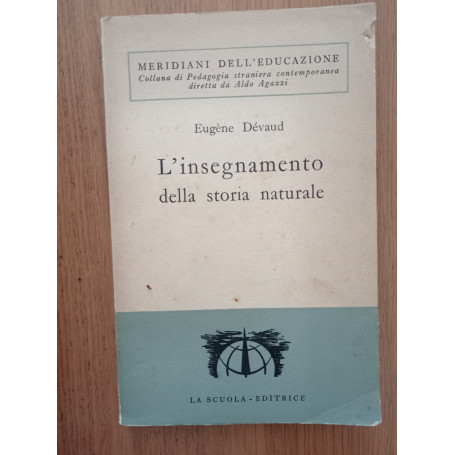 MERIDIANI DELL'EDUCAZIONE
Collana di Pedagogia straniera contemporanea
diretta da Aldo Agazzi
Eugène Dévaud
L'insegnamento
della storia naturale
LA SCUOLA - EDITRICE